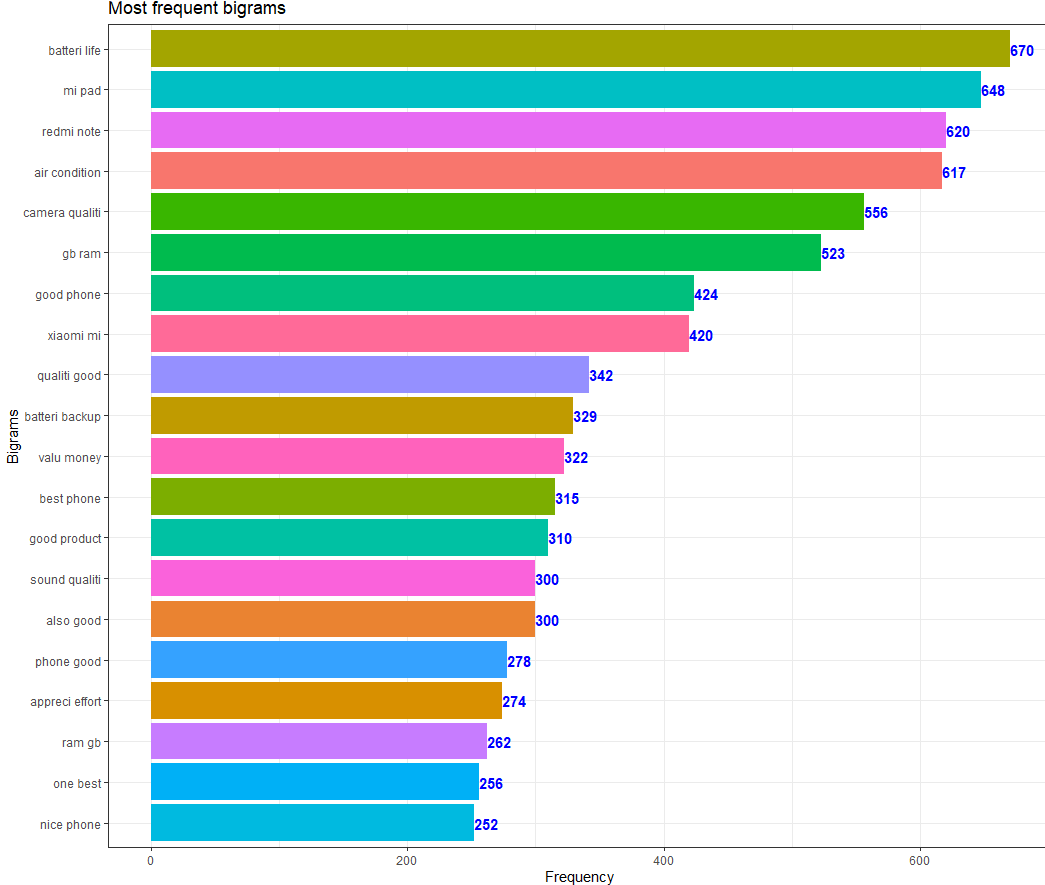 Most frequent bigrams
batteri life 670
mi pad 648
redmi note 620
air condition 617
camera qualiti 556
gb ram 523
good phone 424
xiaomi mi 420
qualiti good 342
batteri backup 329
valu money 322
best phone 315
good product 310
sound qualiti 300
also good 300
phone good 278
appreci effort 274
ram gb 262
one best 256
nice phone 252
Bigrams
0 200 400 600
Frequency